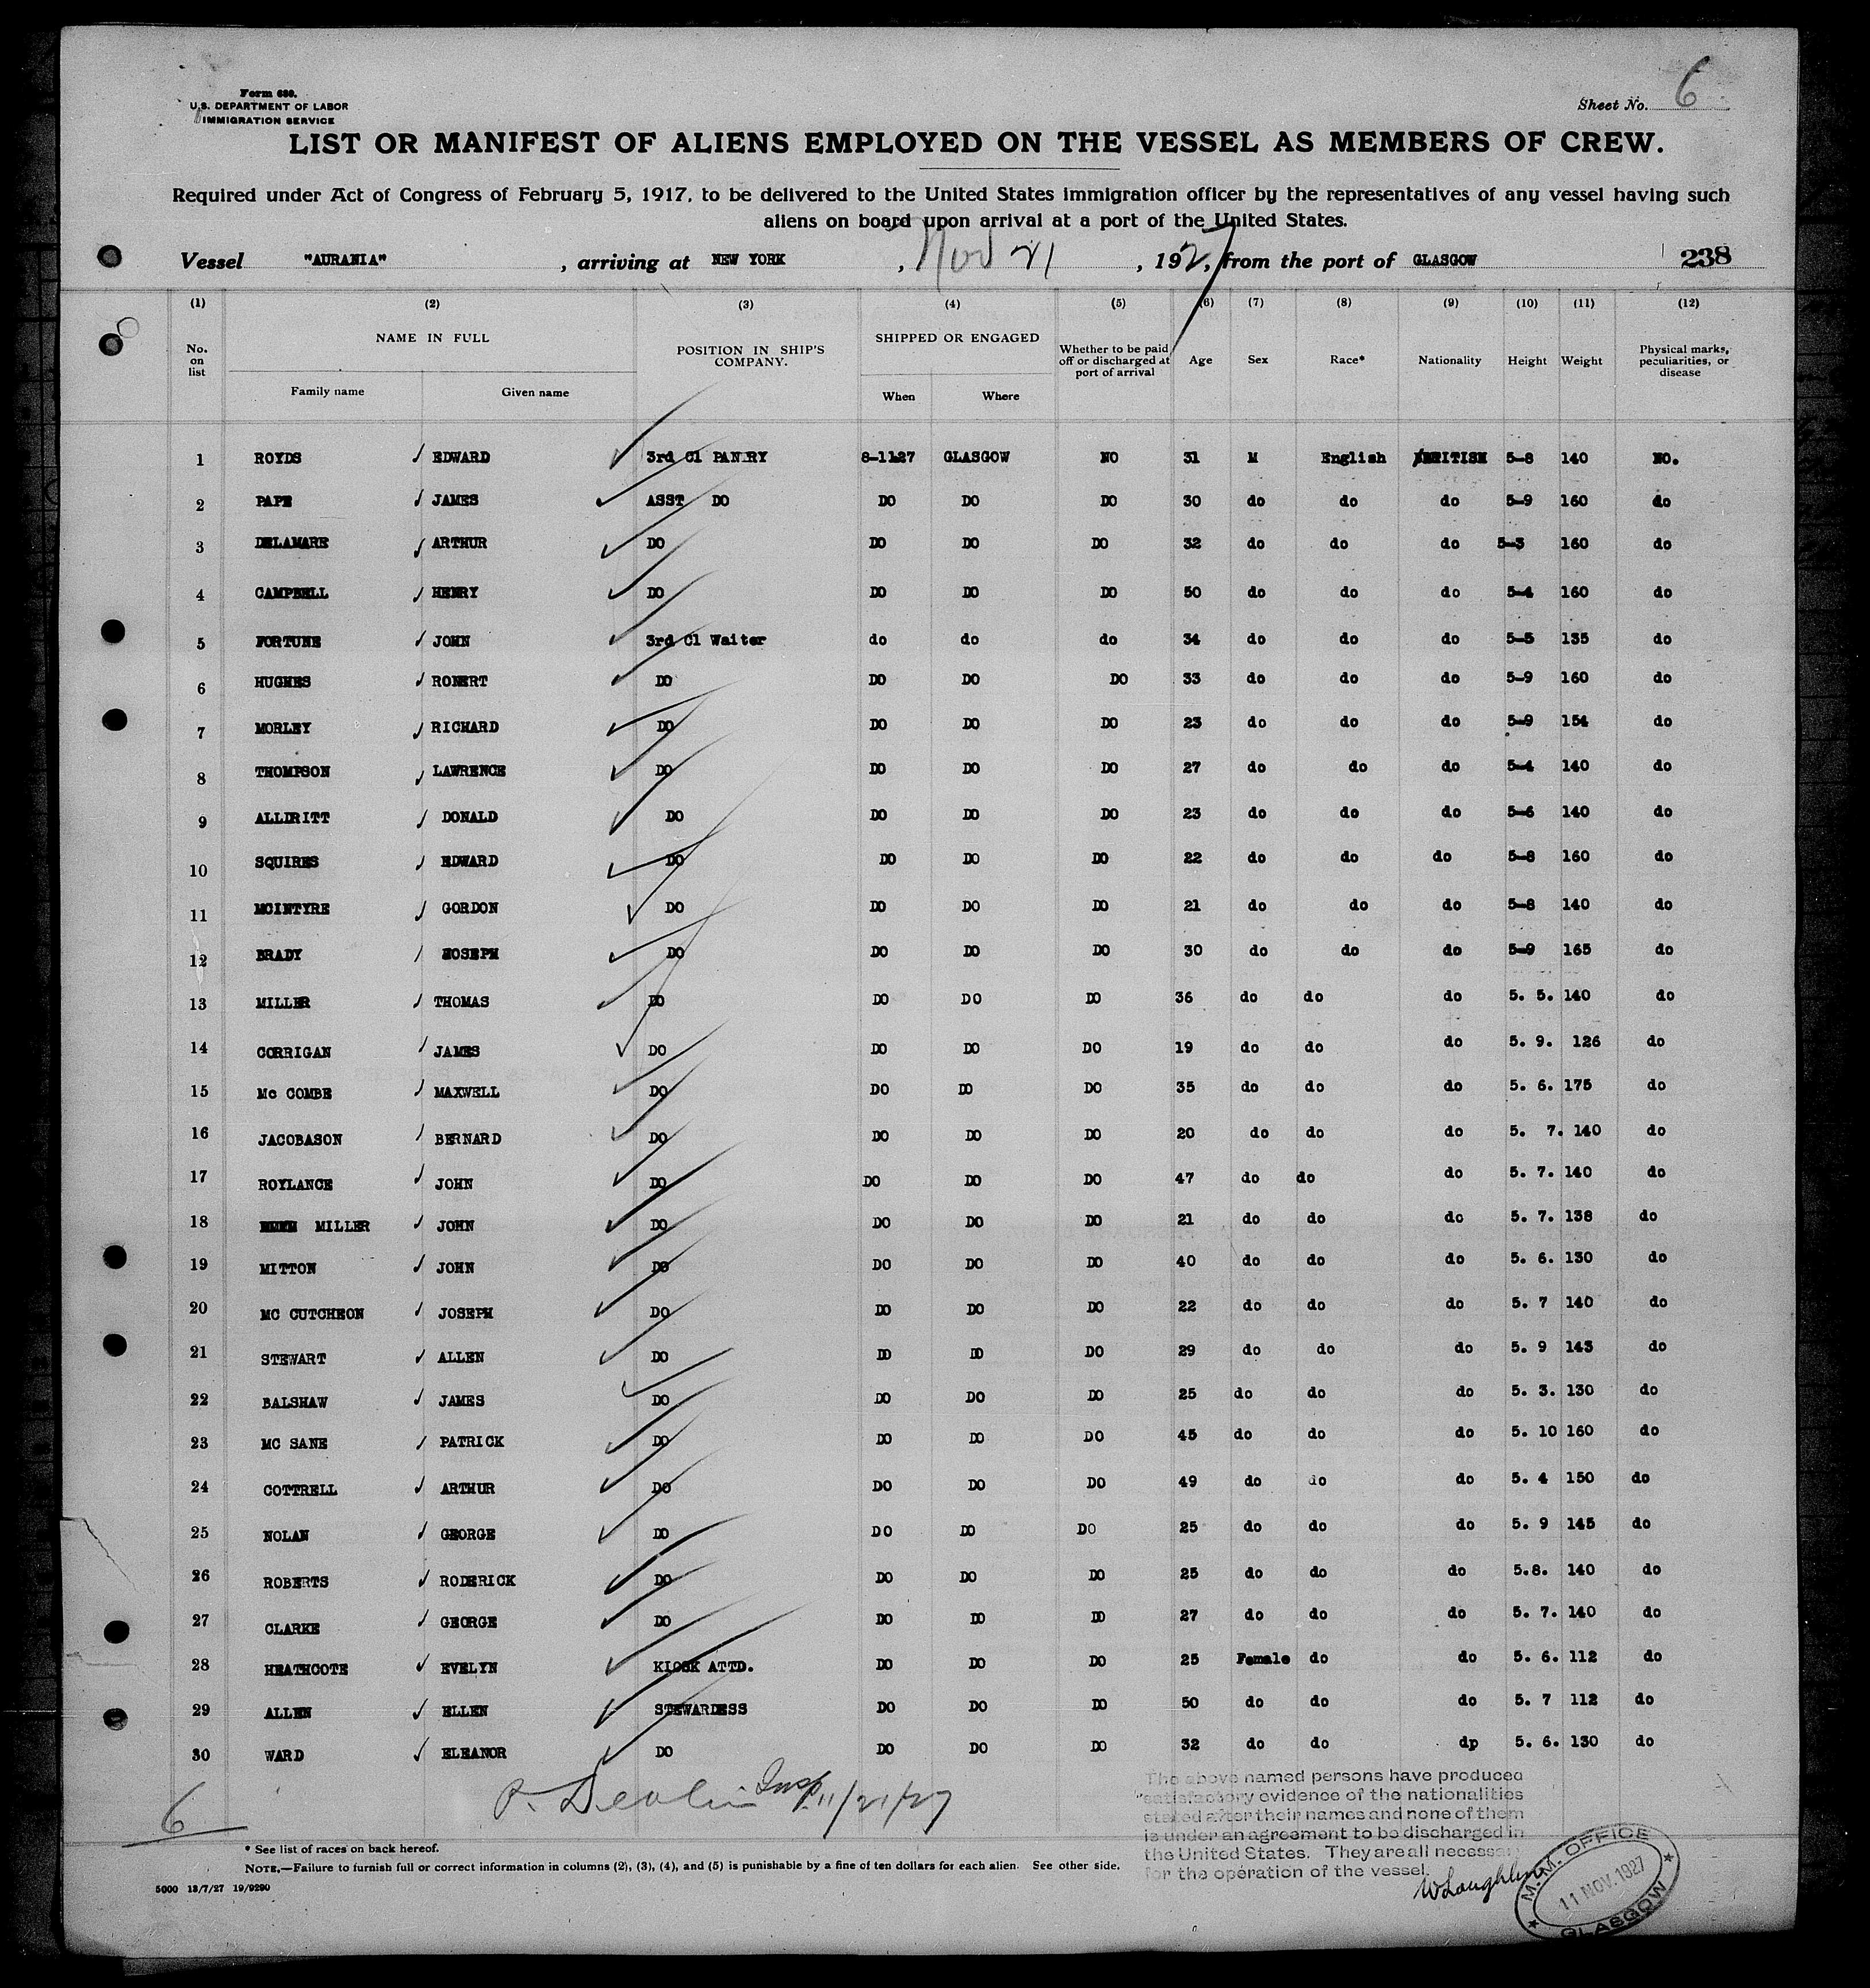 Form 680.
U.S. DEPARTMENT OF LABOR
IMMIGRATION SERVICE
Sheet No. 6
LIST OR MANIFEST OF ALIENS EMPLOYED ON THE VESSEL AS MEMBERS OF CREW.
Required under Act of Congress of February 5, 1917, to be delivered to the United States immigration officer by the representatives of any vessel having such
aliens on board upon arrival at a port of the United States.
Vessel "AURANIA", arriving at NEW YORK, Nov 21, 1927, from the port of GLASGOW 238
(1) (2) (3) (4) (5) (6) (7) (8) (9) (10) (11) (12)
No. on list NAME IN FULL Family name Given name POSITION IN SHIP'S COMPANY. SHIPPED OR ENGAGED When Where Whether to be paid off or discharged at port of arrival Age Sex Race* Nationality Height Weight Physical marks, peculiarities, or disease
1 ROYDS EDWARD 3rd Cl PANRY 8-1127 GLASGOW NO 31 M English BRITISH 5-8 140 NO.
2 PAPE JAMES ASST DO DO DO DO 30 do do do 5-9 160 do
3 DELAMARE ARTHUR DO DO DO DO 32 do do do 5-3 160 do
4 CAMPBELL HENRY DO DO DO DO 50 do do do 5-4 160 do
5 FORTUNE JOHN 3rd Cl Waiter do do do 34 do do do 5-5 135 do
6 HUGHES ROBERT DO DO DO DO 33 do do do 5-9 160 do
7 MORLEY RICHARD DO DO DO DO 23 do do do 5-9 154 do
8 THOMPSON LAWRENCE DO DO DO DO 27 do do do 5-4 140 do
9 ALLDRITT DONALD DO DO DO DO 23 do do do 5-6 140 do
10 SQUIRES EDWARD DO DO DO DO 22 do do do 5-8 160 do
11 MCINTYRE GORDON DO DO DO DO 21 do do do 5-8 140 do
12 BRADY JOSEPH DO DO DO DO 30 do do do 5-9 165 do
13 MILLER THOMAS DO DO DO DO 36 do do do 5. 5. 140 do
14 CORRIGAN JAMES DO DO DO DO 19 do do do 5. 9. 126 do
15 Mc COMBE MAXWELL DO DO DO DO 35 do do do 5. 6. 175 do
16 JACOBASON BERNARD DO DO DO DO 20 do do do 5. 7. 140 do
17 ROYLANCE JOHN DO DO DO DO 47 do do do 5. 7. 140 do
18 MILLER JOHN DO DO DO DO 21 do do do 5. 7. 138 do
19 MITTON JOHN DO DO DO DO 40 do do do 5. 6. 130 do
20 MC CUTCHEON JOSEPH DO DO DO DO 22 do do do 5. 7 140 do
21 STEWART ALLEN DO DO DO DO 29 do do do 5. 9 143 do
22 BALSHAW JAMES DO DO DO DO 25 do do do 5. 3. 130 do
23 MC SANE PATRICK DO DO DO DO 45 do do do 5. 10 160 do
24 COTTRELL ARTHUR DO DO DO DO 49 do do do 5. 4 150 do
25 NOLAN GEORGE DO DO DO DO 25 do do do 5. 9 145 do
26 ROBERTS RODERICK DO DO DO DO 25 do do do 5.8. 140 do
27 CLARKE GEORGE DO DO DO DO 27 do do do 5. 7. 140 do
28 HEATHCOTE EVELYN KIOSK ATTD. DO DO DO 25 Female do do 5. 6. 112 do
29 ALLEN ELLEN STEWARDESS DO DO DO 50 do do do 5. 7 112 do
30 WARD ELEANOR DO DO DO DO 32 do do dp 5. 6. 130 do
6 P. Devlin Insp. 11/21/27
The above named persons have produced
satisfactory evidence of the nationalities
stated after their names and none of them
is under an agreement to be discharged in
the United States. They are all necessary
for the operation of the vessel.
WLoughlin
M.M. OFFICE
11 NOV. 1927
GLASGOW
* See list of races on back hereof.
NOTE.—Failure to furnish full or correct information in columns (2), (3), (4), and (5) is punishable by a fine of ten dollars for each alien. See other side.
5000 13/7/27 19/9290